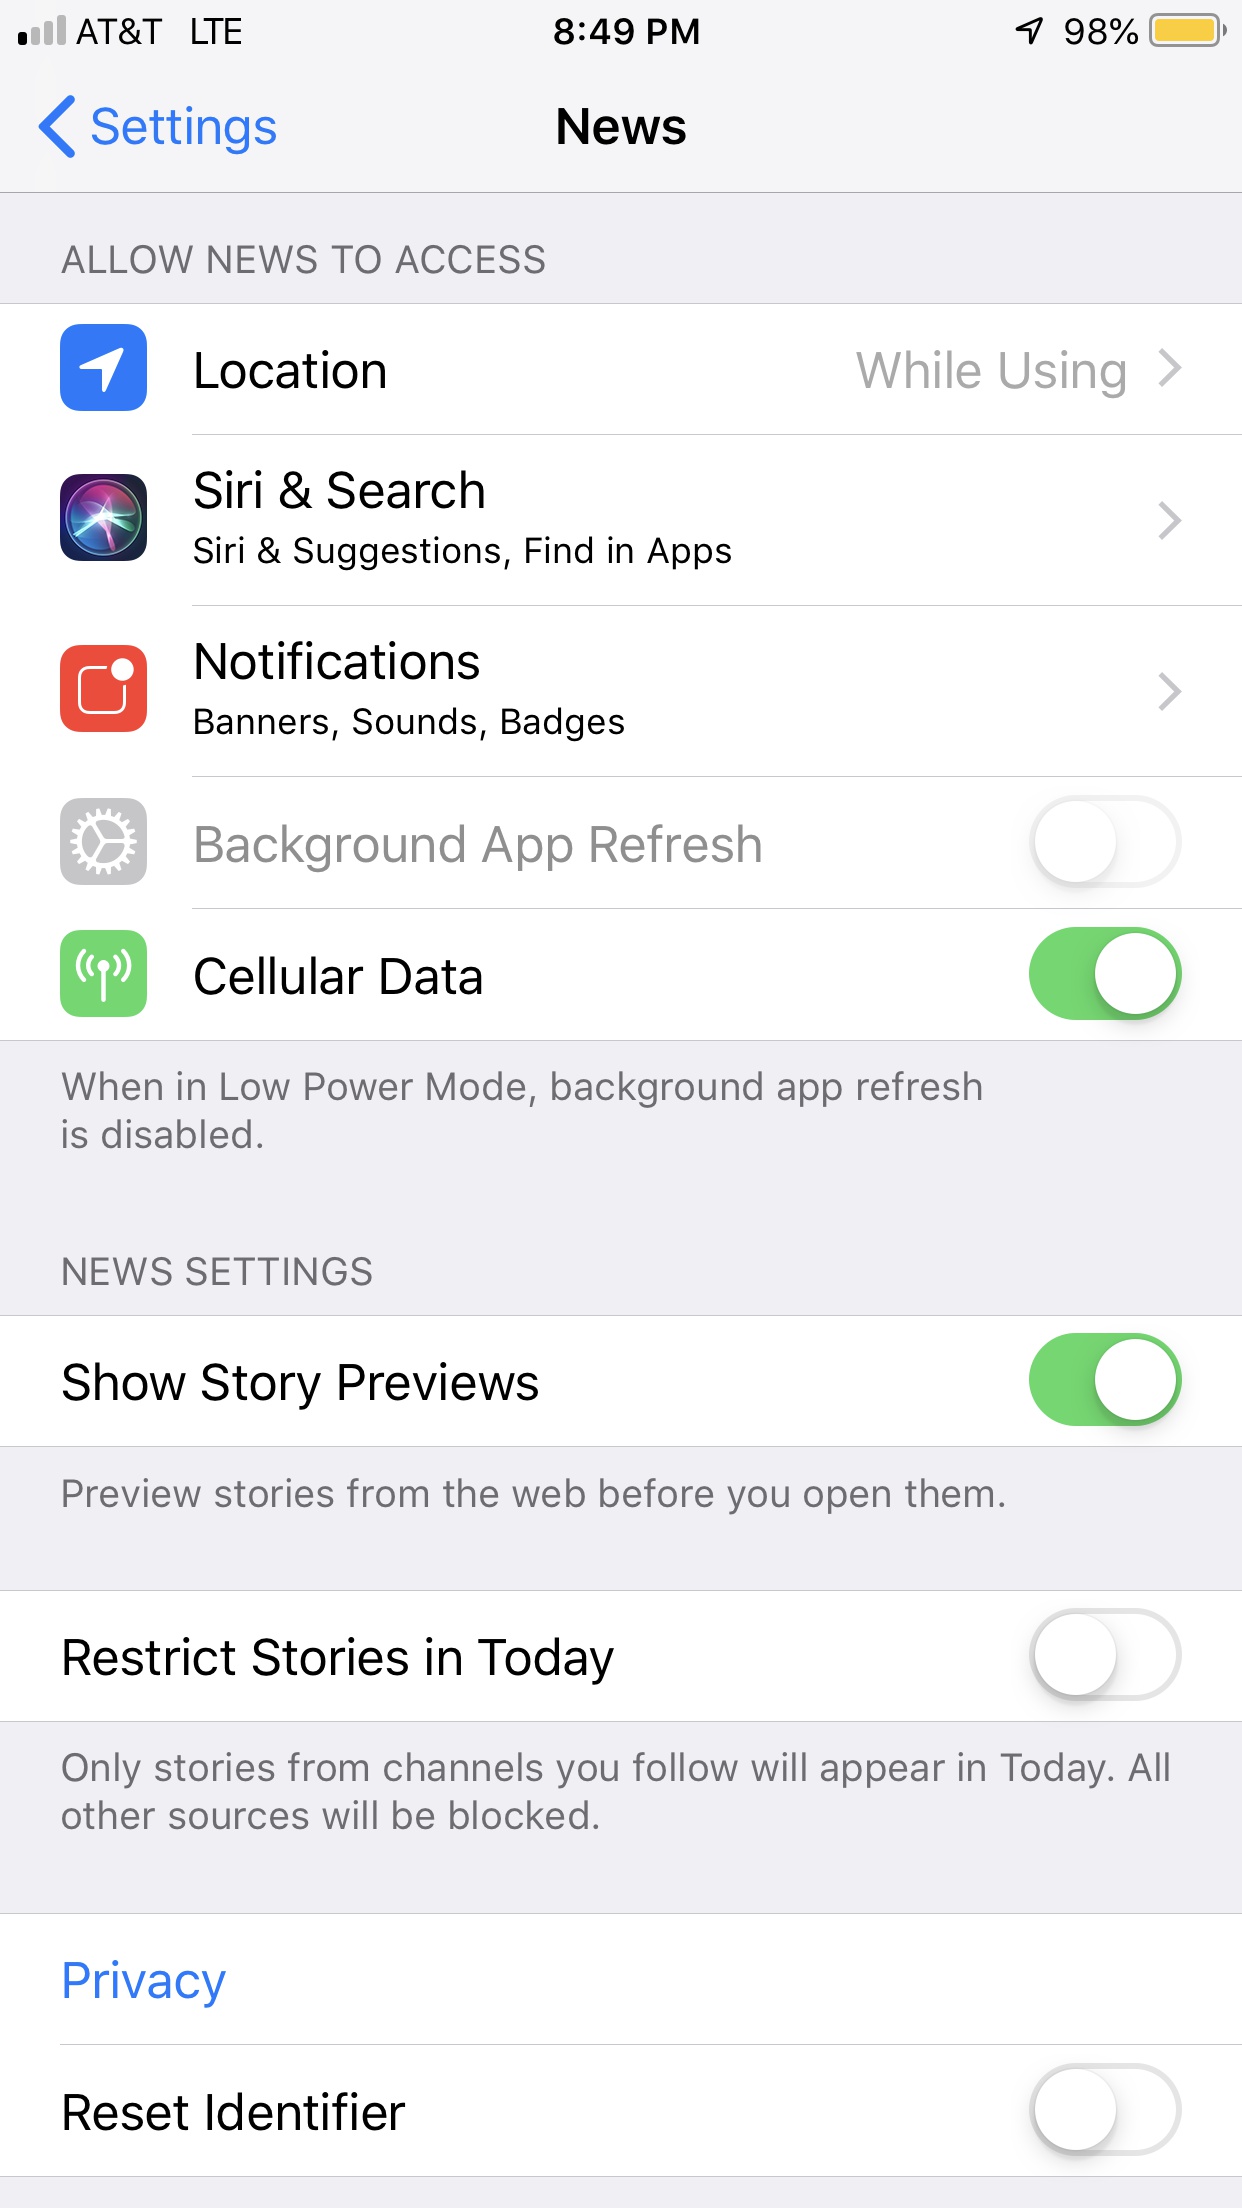 AT&T LTE 8:49 PM 98%
Settings News
ALLOW NEWS TO ACCESS
Location While Using
Siri & Search
Siri & Suggestions, Find in Apps
Notifications
Banners, Sounds, Badges
Background App Refresh
Cellular Data
When in Low Power Mode, background app refresh
is disabled.
NEWS SETTINGS
Show Story Previews
Preview stories from the web before you open them.
Restrict Stories in Today
Only stories from channels you follow will appear in Today. All
other sources will be blocked.
Privacy
Reset Identifier